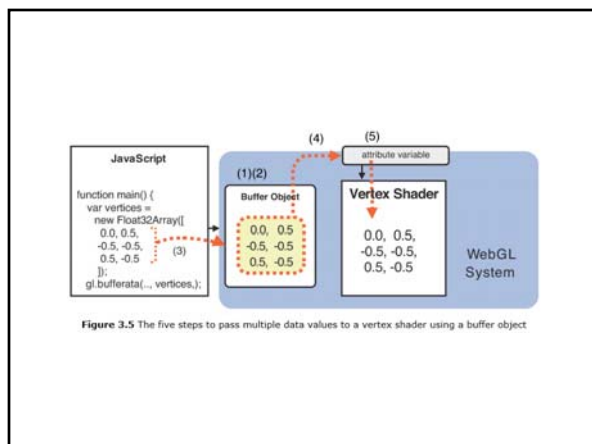 (4)
(5)
JavaScript
attribute variable
(1)(2)
function main() {
var vertices =
new Float32Array([
0.0, 0.5,
-0.5, -0.5,
0.5, -0.5
]);
gl.bufferata(.., vertices,);
(3)
Buffer Object
0.0, 0.5
-0.5 -0.5
0.5 -0.5
Vertex Shader
0.0, 0.5,
-0.5, -0.5,
0.5, -0.5
WebGL
System
Figure 3.5 The five steps to pass multiple data values to a vertex shader using a buffer object